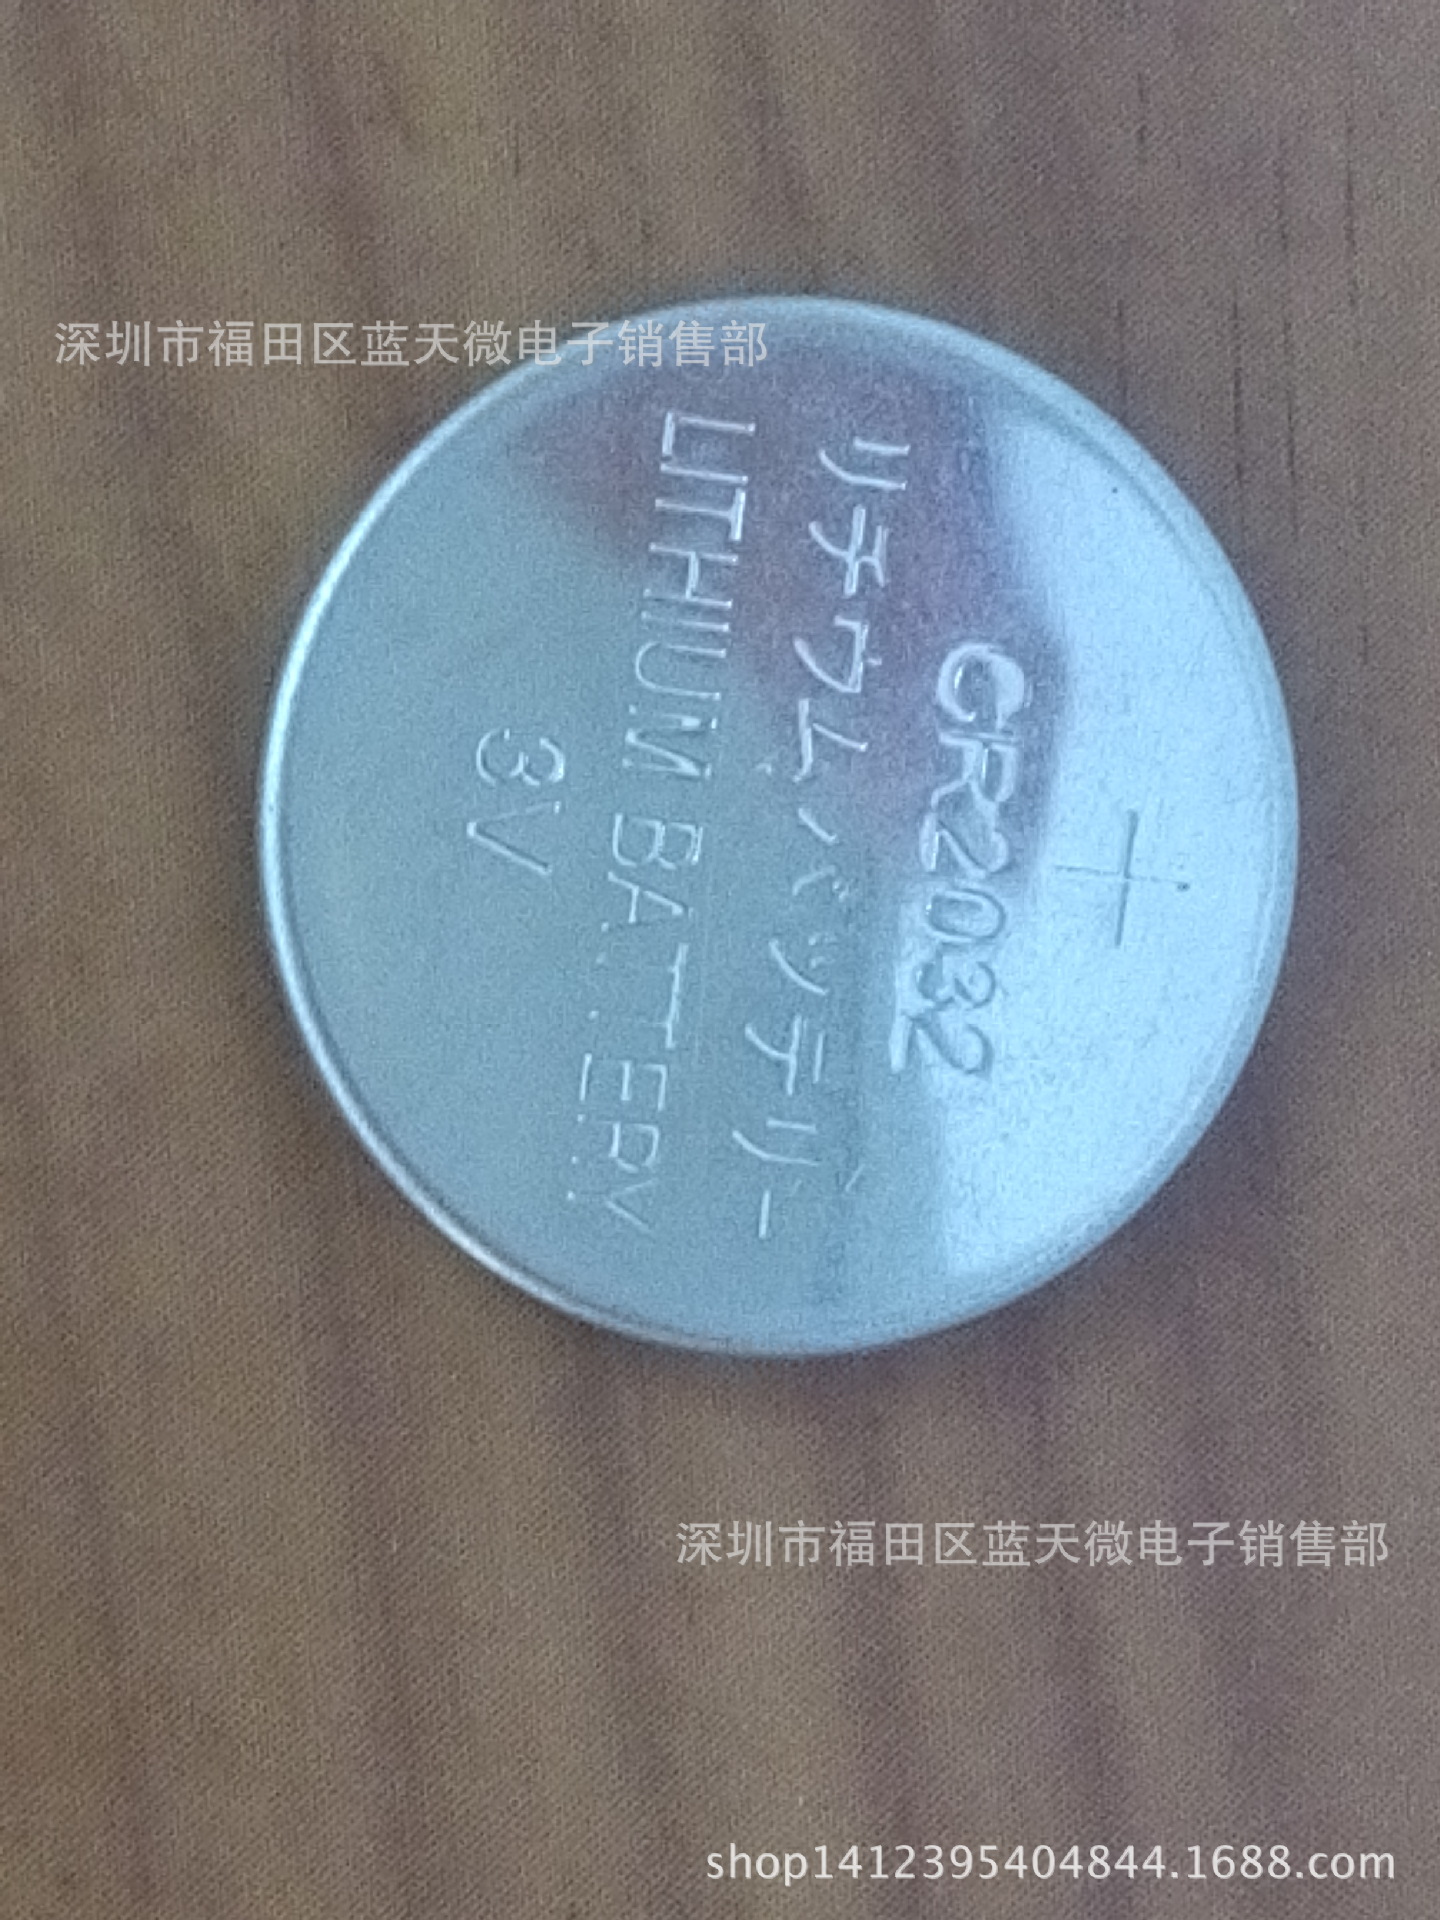 深圳市福田区蓝天微电子销售部
+
CR2032
リチウムバッテリー
LITHIUM BATTERY
3V
深圳市福田区蓝天微电子销售部
shop1412395404844.1688.com